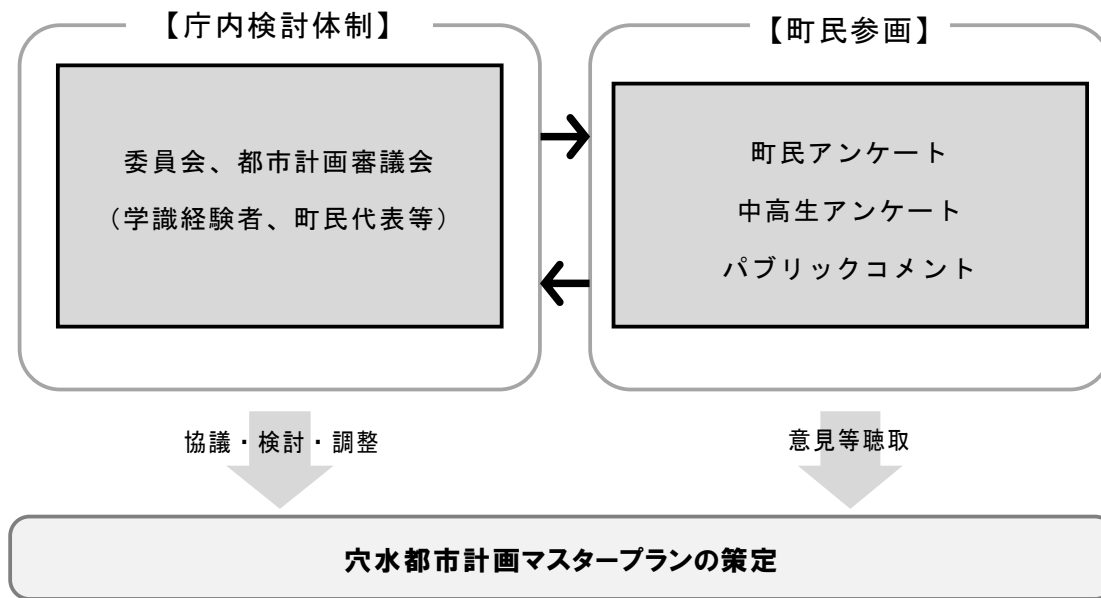 【庁内検討体制】
委員会、都市計画審議会
（学識経験者、町民代表等）
【町民参画】
町民アンケート
中高生アンケート
パブリックコメント
協議・検討・調整
意見等聴取
穴水都市計画マスタープランの策定